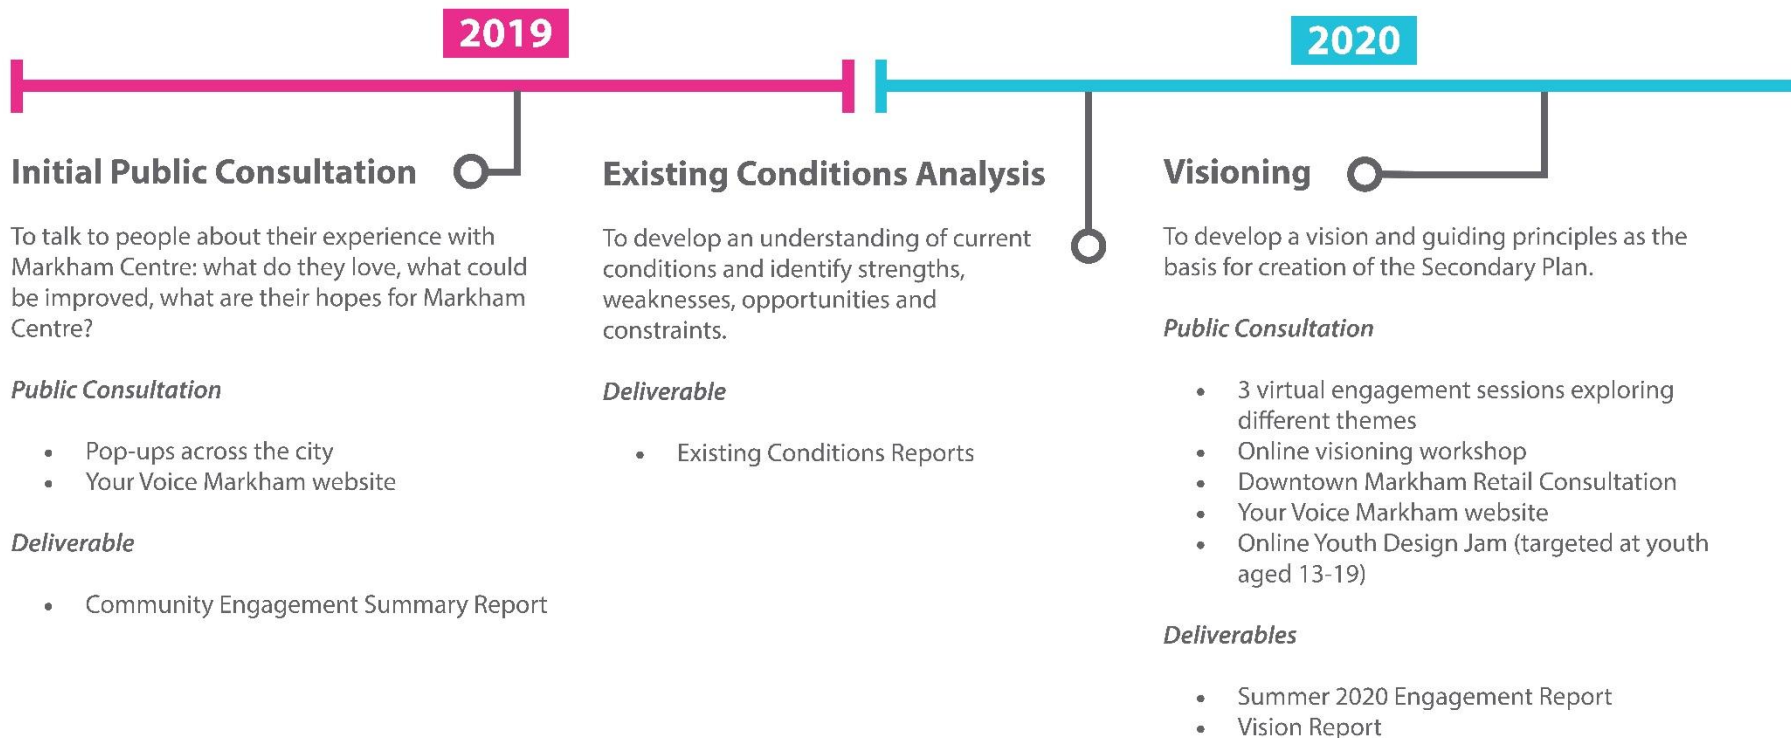 2019
2020
Initial Public Consultation
To talk to people about their experience with
Markham Centre: what do they love, what could
be improved, what are their hopes for Markham
Centre?
Public Consultation
• Pop-ups across the city
• Your Voice Markham website
Deliverable
• Community Engagement Summary Report
Existing Conditions Analysis
To develop an understanding of current
conditions and identify strengths,
weaknesses, opportunities and
constraints.
Deliverable
• Existing Conditions Reports
Visioning
To develop a vision and guiding principles as the
basis for creation of the Secondary Plan.
Public Consultation
• 3 virtual engagement sessions exploring
different themes
• Online visioning workshop
• Downtown Markham Retail Consultation
• Your Voice Markham website
• Online Youth Design Jam (targeted at youth
aged 13-19)
Deliverables
• Summer 2020 Engagement Report
• Vision Report